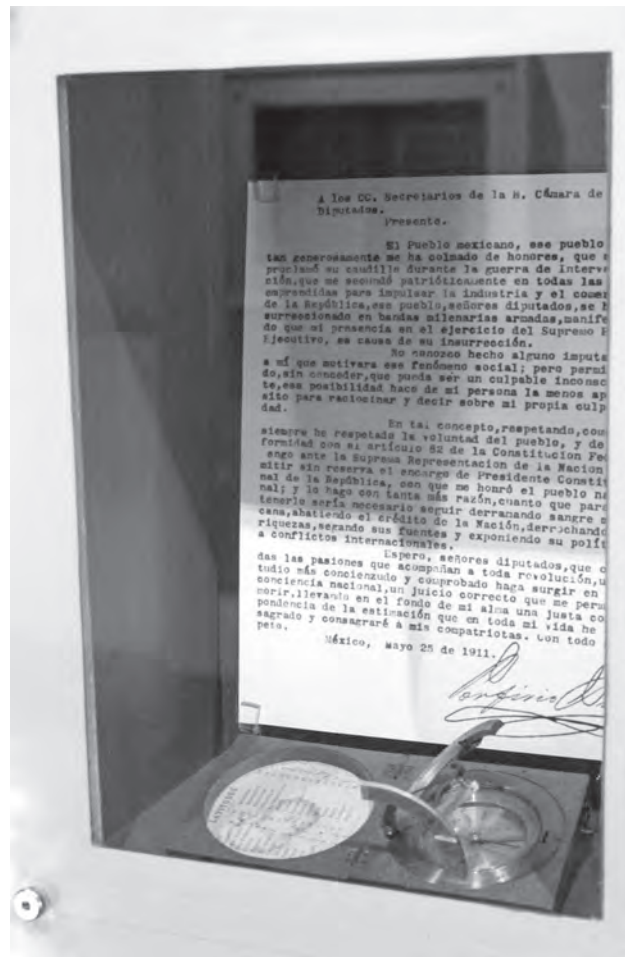 A los CC. Secretarios de la H. Cámara de
Diputados.
Presente.
El Pueblo mexicano, ese pueblo
tan generosamente me ha colmado de honores, que
proclamó su caudillo durante la guerra de Interve
ción,que me secundó patrióticamente en todas las
emprendidas para impulsar la industria y el comer
de la República,ese pueblo,señores diputados,se h
surreccionado en bandas milenarias armadas,manife
do que mi presencia en el ejercicio del Supremo P
Ejecutivo, es causa de su insurrección.
No conozco hecho alguno imputa
a mí que motivara ese fenómeno social; pero permi
do,sin conceder,que pueda ser un culpable inconsc
te,esa posibilidad hace de mi persona la menos ap
sito para raciocinar y decir sobre mi propia culp
dad.
En tal concepto,respetando,com
siempre he respetado la voluntad del pueblo, y de
formidad con el artículo 82 de la Constitucion Fed
engo ante la Suprema Representacion de la Nacion
mitir sin reserva el encargo de Presidente Constit
nal de la República, con que me honró el pueblo na
nal; y lo hago con tanta más razón,cuanto que para
tenerlo sería necesario seguir derramando sangre m
cana,abatiendo el crédito de la Nación,derrochando
riquezas,segando sus fuentes y exponiendo su polít
a conflictos internacionales.
Espero, señores diputados,que c
das las pasiones que acompañan a toda revolución,u
tudio más concienzudo y comprobado haga surgir en
conciencia nacional,un juicio correcto que me perm
morir,llevando en el fondo de mi alma una justa co
pondencia de la estimación que en toda mi vida he
sagrado y consagraré a mis compatriotas. Con todo
peto.
México, Mayo 25 de 1911.
Porfirio D